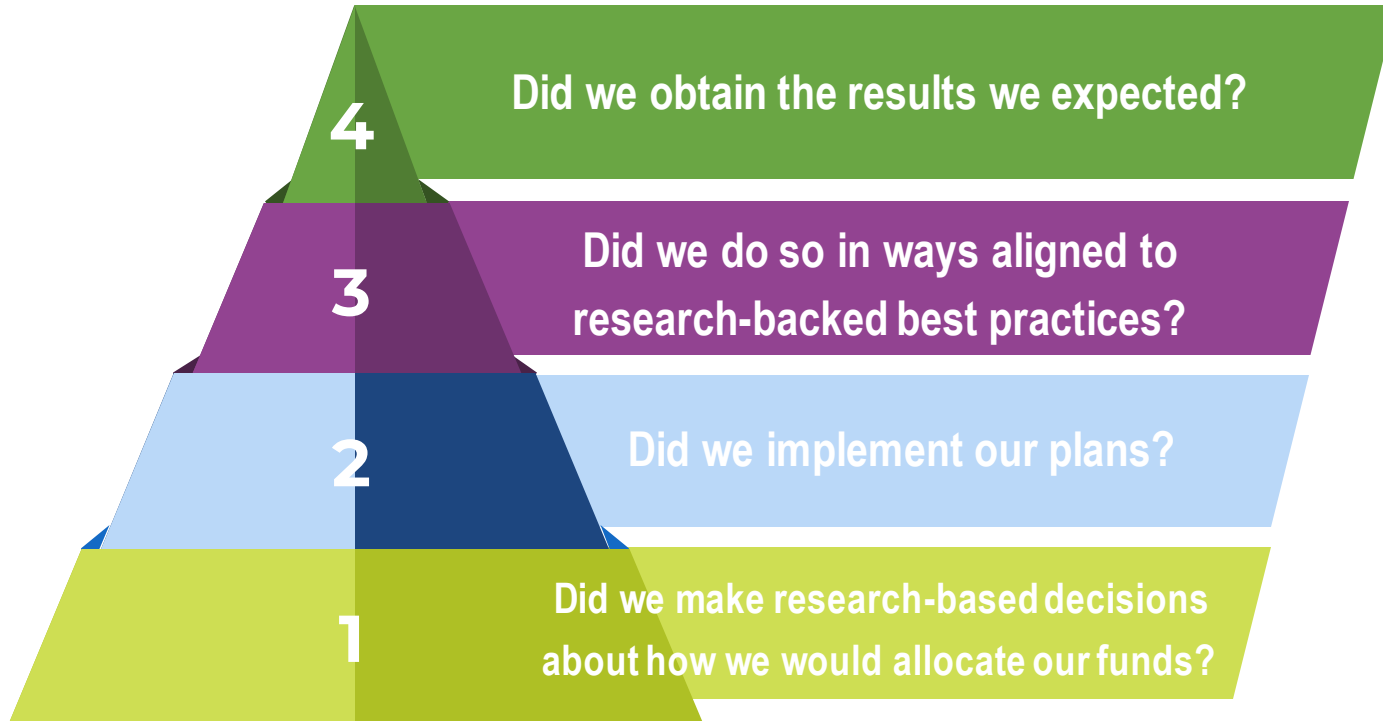 4
Did we obtain the results we expected?
3
Did we do so in ways aligned to
research-backed best practices?
2
Did we implement our plans?
1
Did we make research-based decisions
about how we would allocate our funds?